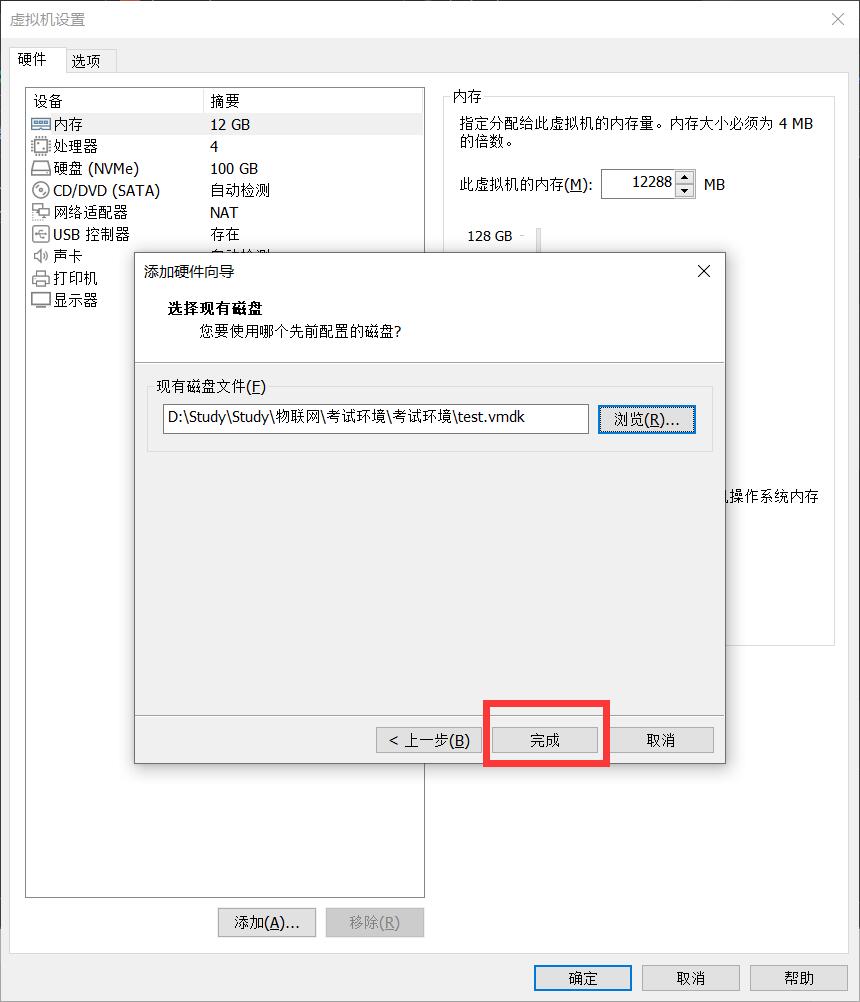 虚拟机设置
硬件 选项
设备 摘要
内存 12 GB
处理器 4
硬盘 (NVMe) 100 GB
CD/DVD (SATA) 自动检测
网络适配器 NAT
USB 控制器 存在
声卡 自动检测
打印机
显示器
内存
指定分配给此虚拟机的内存量。内存大小必须为 4 MB
的倍数。
此虚拟机的内存(M): 12288 MB
128 GB
操作系统内存
添加硬件向导
选择现有磁盘
您要使用哪个先前配置的磁盘?
现有磁盘文件(F)
D:\Study\Study\物联网\考试环境\考试环境\test.vmdk 浏览(R)...
< 上一步(B) 完成 取消
添加(A)... 移除(R)
确定 取消 帮助